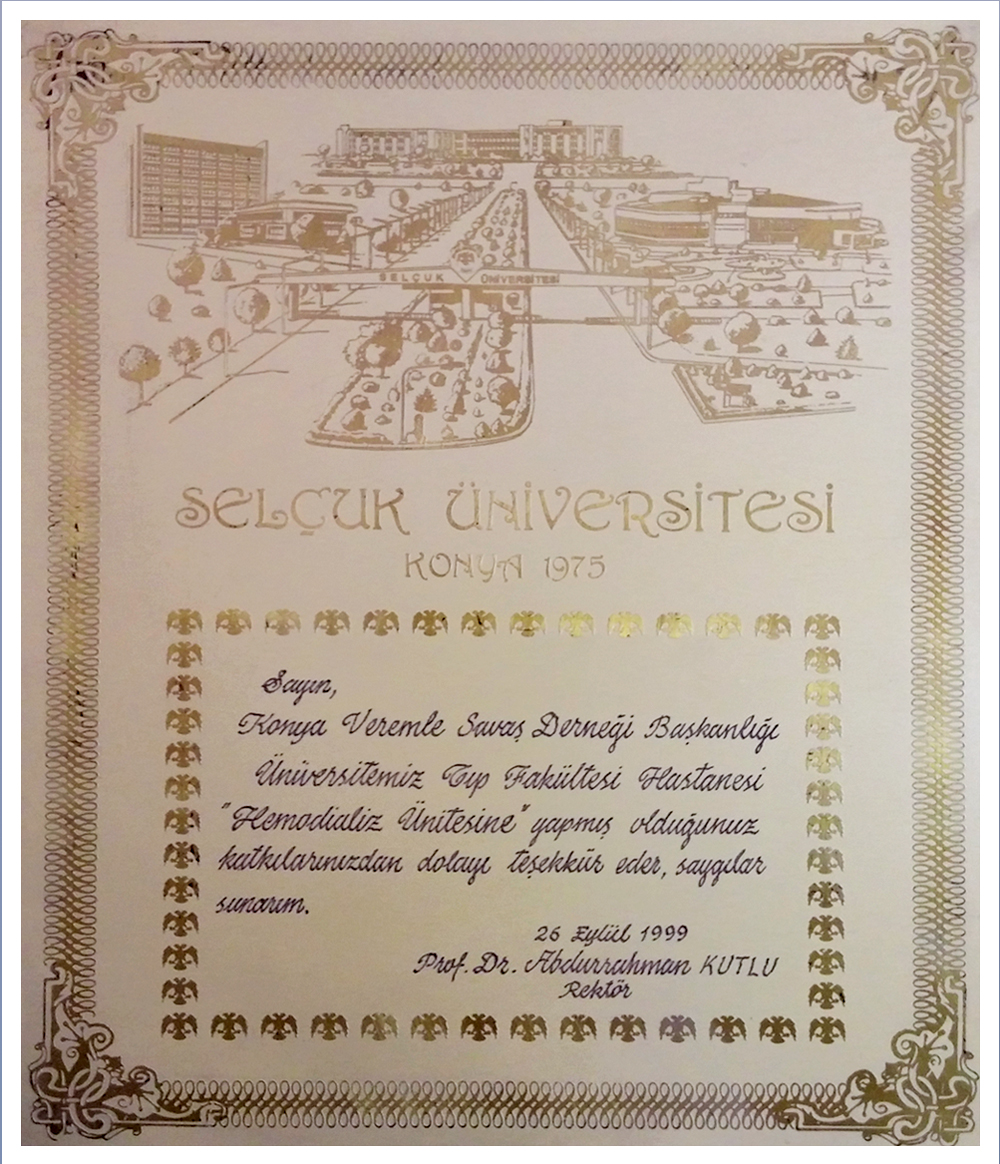 SELÇUK ÜNİVERSİTESİ
SELÇUK ÜNİVERSİTESİ
KONYA 1975
Sayın,
Konya Veremle Savaş Derneği Başkanlığı
Üniversitemiz Tıp Fakültesi Hastanesi
"Hemodializ Ünitesine" yapmış olduğunuz
katkılarınızdan dolayı teşekkür eder, saygılar
sunarım.
26 Eylül 1999
Prof. Dr. Abdurrahman KUTLU
Rektör